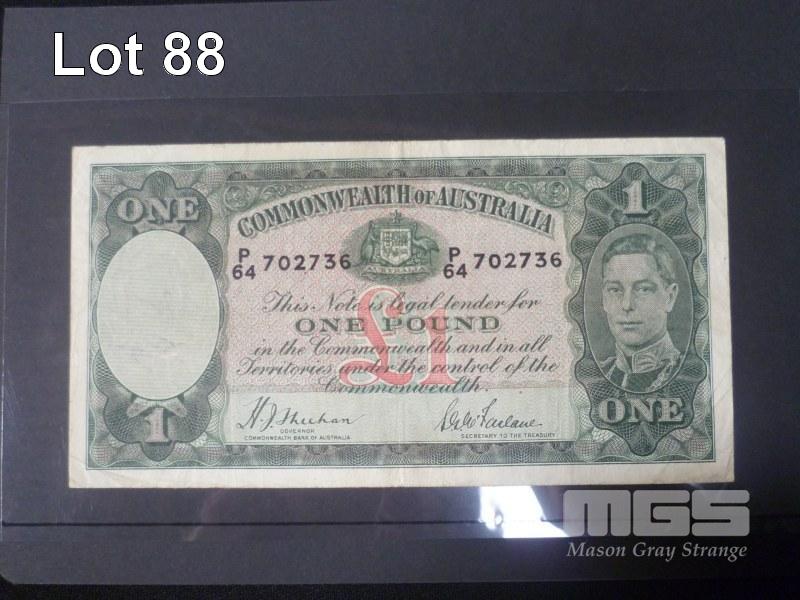 Lot 88
ONE
COMMONWEALTH OF AUSTRALIA
1
AUSTRALIA
P/64 702736 P/64 702736
This Note is legal tender for
ONE POUND
£1
in the Commonwealth and in all
Territories under the control of the
Commonwealth.
1
ONE
H.J. Sheehan
GOVERNOR
COMMONWEALTH BANK OF AUSTRALIA
S.G. McFarlane
SECRETARY TO THE TREASURY
MGS
Mason Gray Strange